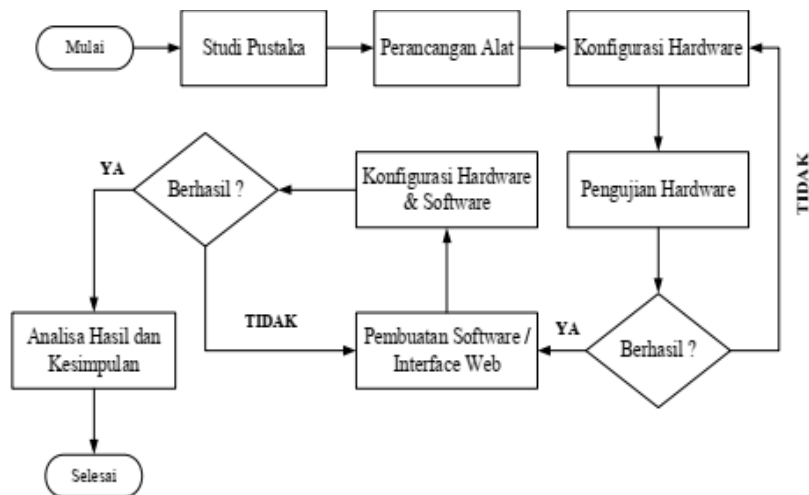 Mulai
Studi Pustaka
Perancangan Alat
Konfigurasi Hardware
TIDAK
Pengujian Hardware
Berhasil ?
YA
Pembuatan Software /
Interface Web
Konfigurasi Hardware
& Software
Berhasil ?
TIDAK
YA
Analisa Hasil dan
Kesimpulan
Selesai